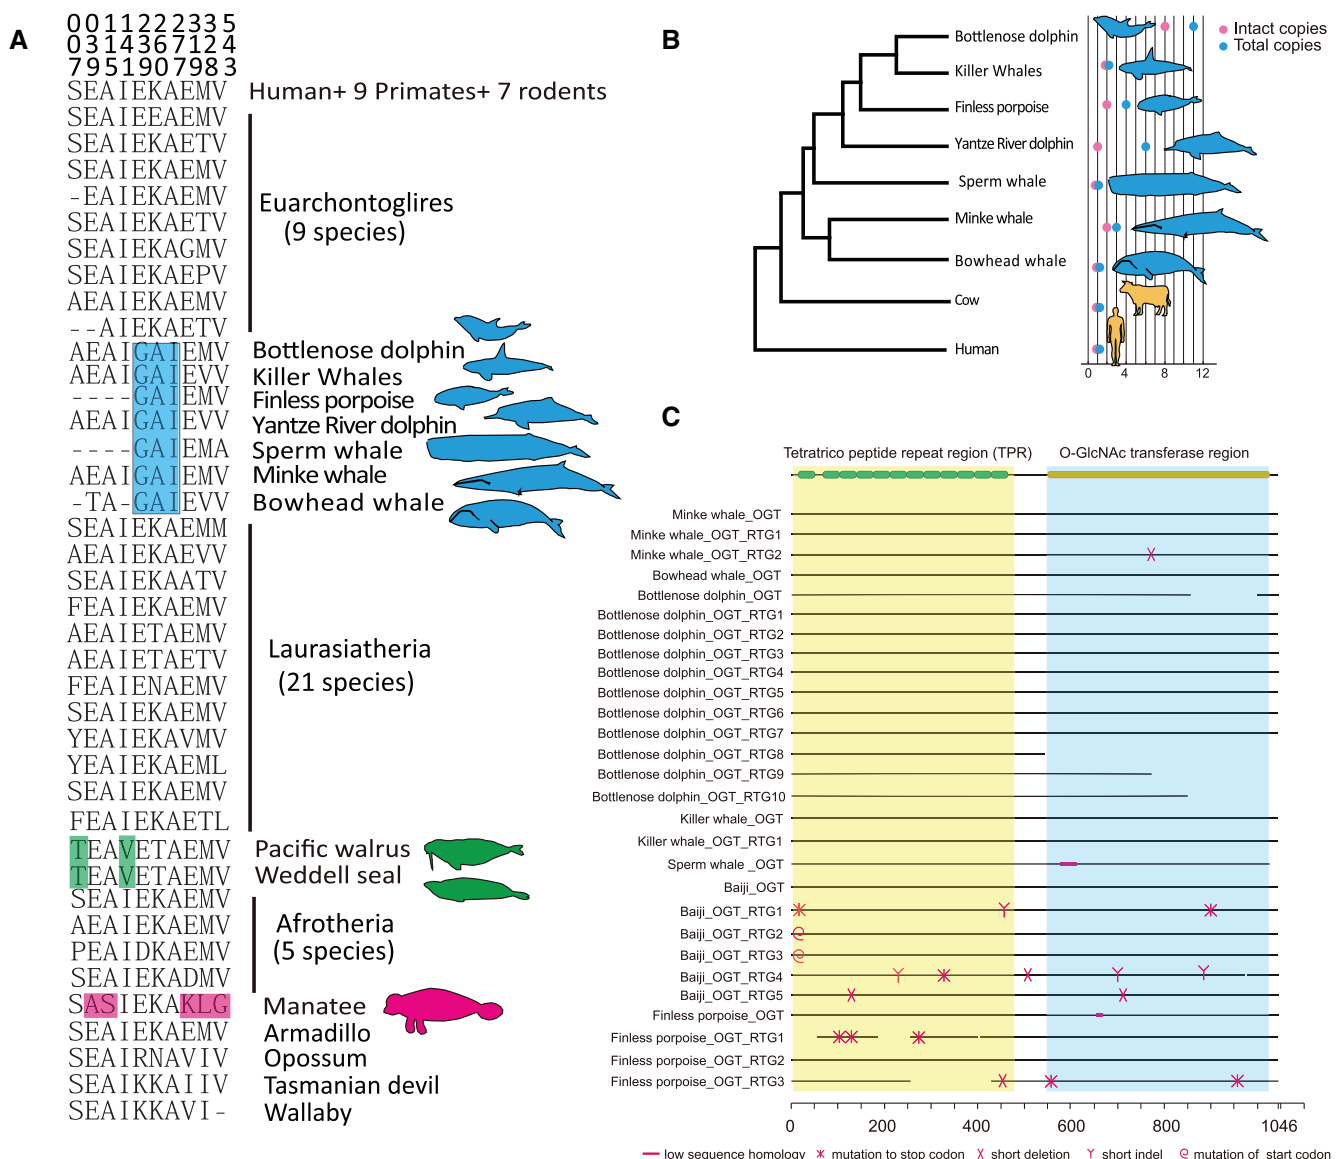 A
0011122233 5
0314367124 4
7951907983
SEAIEKAEMV Human+ 9 Primates+ 7 rodents
SEAIEEAEMV
SEAIEKAETV
SEAIEKAEMV
-EAIEKAEMV
SEAIEKAETV
SEAIEKAGMV
SEAIEKAEPV
AEAIEKAEMV
--AIEKAETV
Euarchontoglires
(9 species)
AEAIGAIEMV Bottlenose dolphin
AEAIGAIEVV Killer Whales
----GAIEMV Finless porpoise
AEAIGAIEVV Yantze River dolphin
----GAIEMA Sperm whale
AEAIGAIEMV Minke whale
-TA-GAIEVV Bowhead whale
SEAIEKAEMM
AEAIEKAEVV
SEAIEKAATV
FEAIEKAEMV
AEAIETAEMV
AEAIETAETV
FEAIENAEMV
SEAIEKAEMV
YEAIEKAVMV
YEAIEKAEML
SEAIEKAEMV
FEAIEKAETL
Laurasiatheria
(21 species)
TEAVETAEMV Pacific walrus
TEAVETAEMV Weddell seal
SEAIEKAEMV
AEAIEKAEMV
PEAIDKAEMV
SEAIEKADMV
Afrotheria
(5 species)
SASIEKAKLG Manatee
SEAIEKAEMV Armadillo
SEAIRNAVIV Opossum
SEAIKKAIIV Tasmanian devil
SEAIKKAVI- Wallaby
B
Bottlenose dolphin
Killer Whales
Finless porpoise
Yantze River dolphin
Sperm whale
Minke whale
Bowhead whale
Cow
Human
Intact copies
Total copies
0 4 8 12
C
Tetratrico peptide repeat region (TPR) O-GlcNAc transferase region
Minke whale_OGT
Minke whale_OGT_RTG1
Minke whale_OGT_RTG2
Bowhead whale_OGT
Bottlenose dolphin_OGT
Bottlenose dolphin_OGT_RTG1
Bottlenose dolphin_OGT_RTG2
Bottlenose dolphin_OGT_RTG3
Bottlenose dolphin_OGT_RTG4
Bottlenose dolphin_OGT_RTG5
Bottlenose dolphin_OGT_RTG6
Bottlenose dolphin_OGT_RTG7
Bottlenose dolphin_OGT_RTG8
Bottlenose dolphin_OGT_RTG9
Bottlenose dolphin_OGT_RTG10
Killer whale_OGT
Killer whale_OGT_RTG1
Sperm whale _OGT
Baiji_OGT
Baiji_OGT_RTG1
Baiji_OGT_RTG2
Baiji_OGT_RTG3
Baiji_OGT_RTG4
Baiji_OGT_RTG5
Finless porpoise_OGT
Finless porpoise_OGT_RTG1
Finless porpoise_OGT_RTG2
Finless porpoise_OGT_RTG3
0 200 400 600 800 1046
low sequence homology mutation to stop codon short deletion short indel mutation of start codon